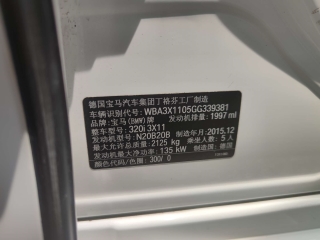 德国宝马汽车集团丁格芬工厂制造
车辆识别代号: WBA3X1105GG339381
品牌: 宝马(BMW)牌 发动机排量: 1997 ml
整车型号: 320i 3X11
发动机型号: N20B20B 制造年月: 2015.12
最大允许总质量: 2125 kg 乘坐人数: 5 人
发动机最大净功率: 135 kW 制造国: 德国
颜色代码/色圈: 300/ 0